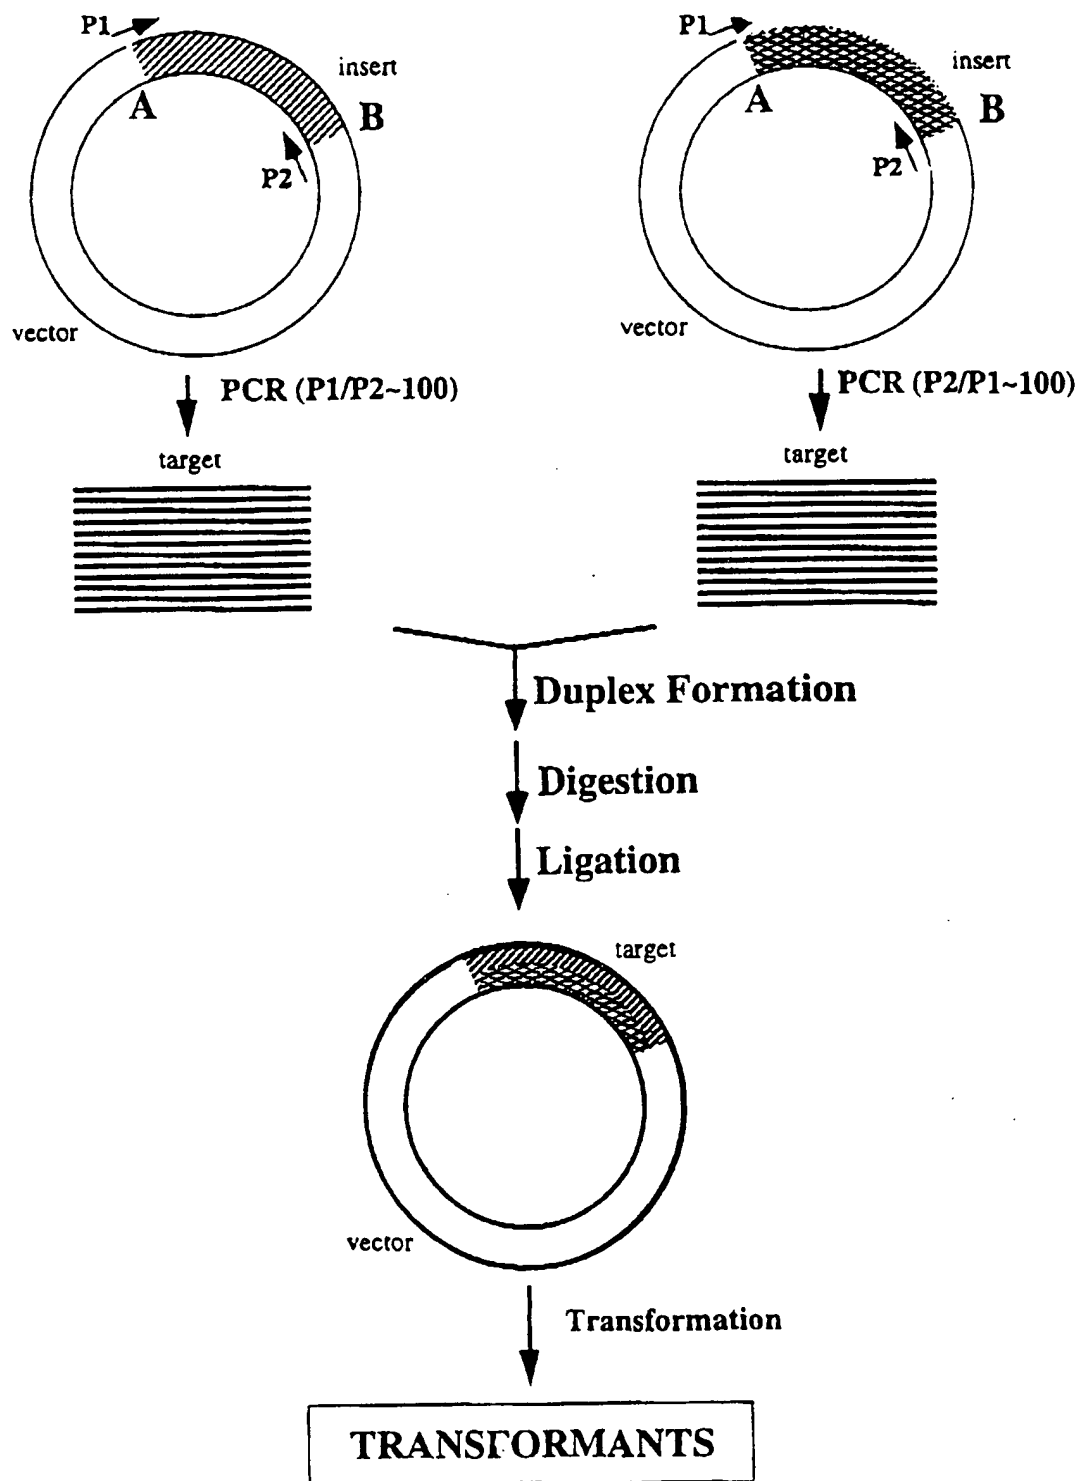 P1
insert
A
B
P2
vector
PCR (P1/P2~100)
target
P1
insert
A
B
P2
vector
PCR (P2/P1~100)
target
Duplex Formation
Digestion
Ligation
target
vector
Transformation
TRANSFORMANTS